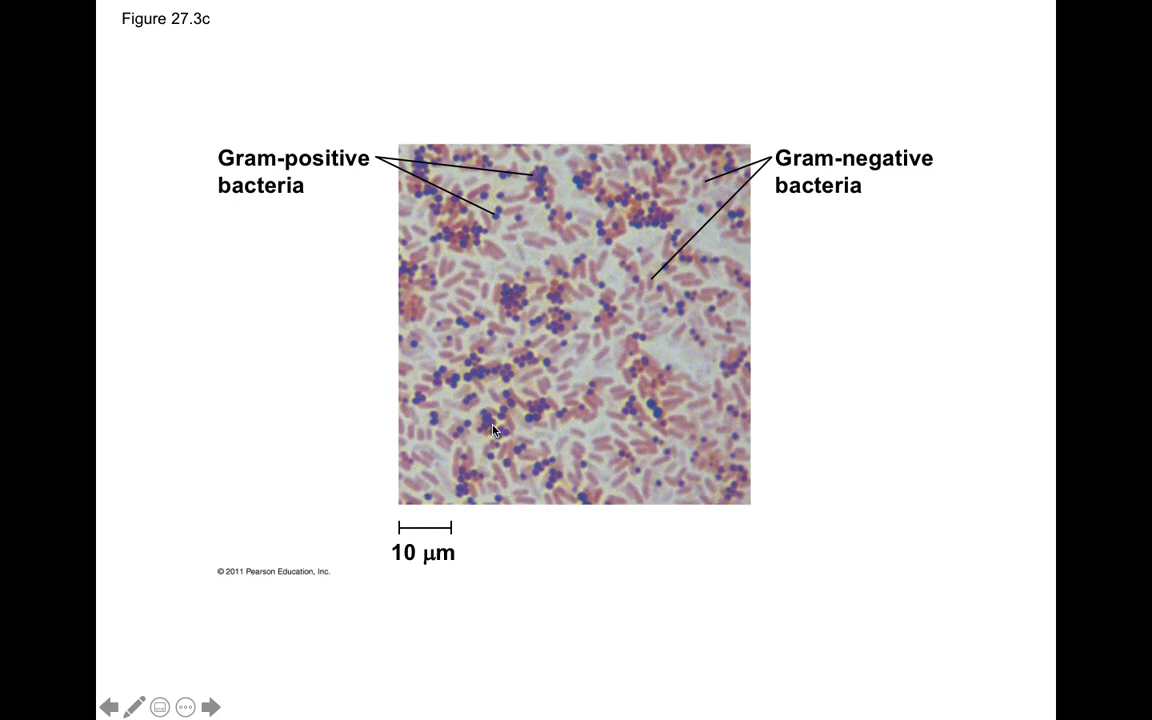 Figure 27.3c
Gram-positive
bacteria
Gram-negative
bacteria
10 μm
© 2011 Pearson Education, Inc.